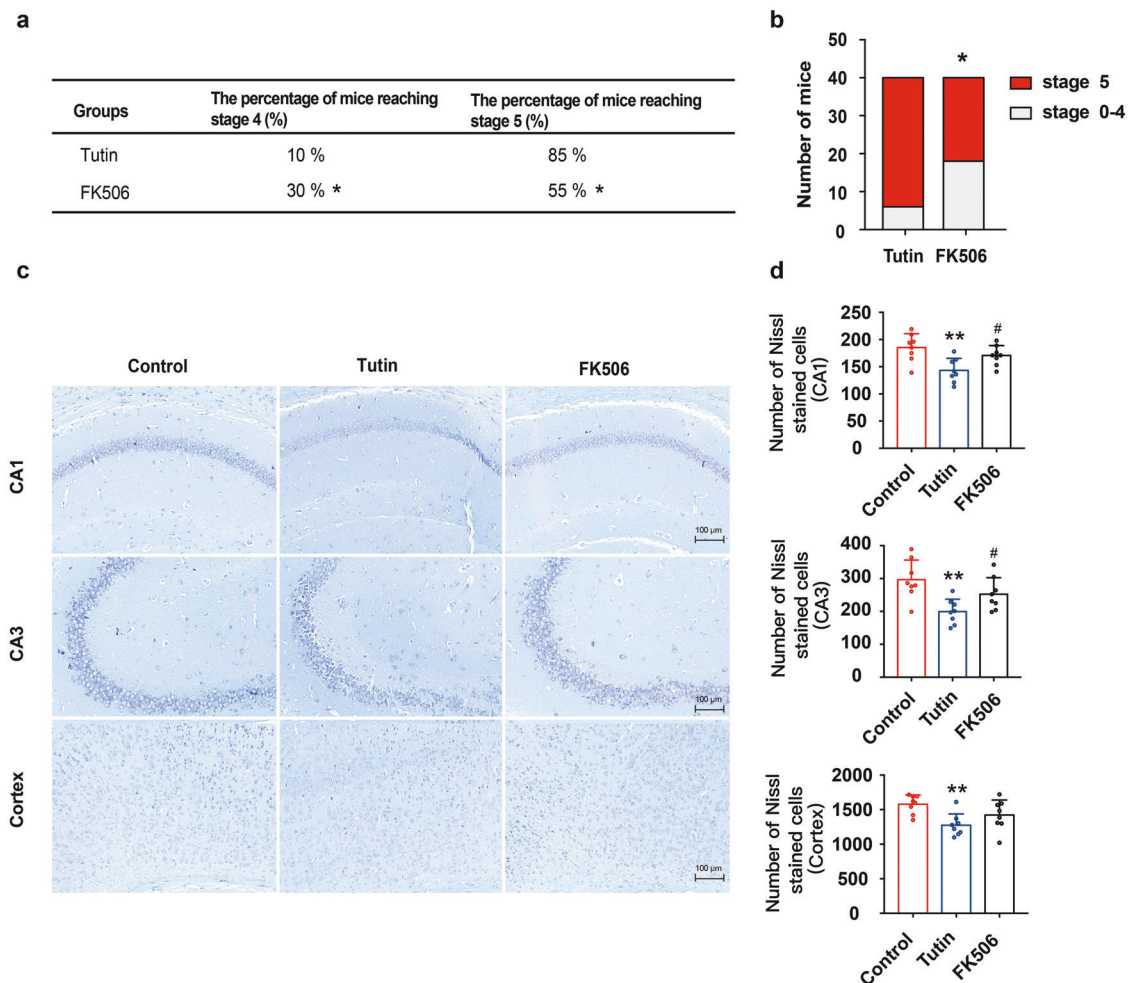 a
Groups
The percentage of mice reaching
stage 4 (%)
The percentage of mice reaching
stage 5 (%)
Tutin
10 %
85 %
FK506
30 % *
55 % *
b
Number of mice
50
40
30
20
10
0
*
Tutin
FK506
stage 5
stage 0-4
c
Control
Tutin
FK506
CA1
100 µm
CA3
100 µm
Cortex
100 µm
d
Number of Nissl
stained cells
(CA1)
250
200
150
100
50
0
**
#
Control
Tutin
FK506
Number of Nissl
stained cells
(CA3)
400
300
200
100
0
**
#
Control
Tutin
FK506
Number of Nissl
stained cells
(Cortex)
2000
1500
1000
500
0
**
Control
Tutin
FK506